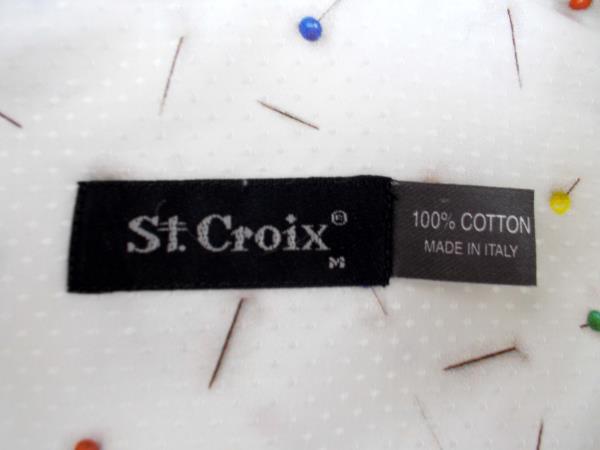 St. Croix®
M
100% COTTON
MADE IN ITALY